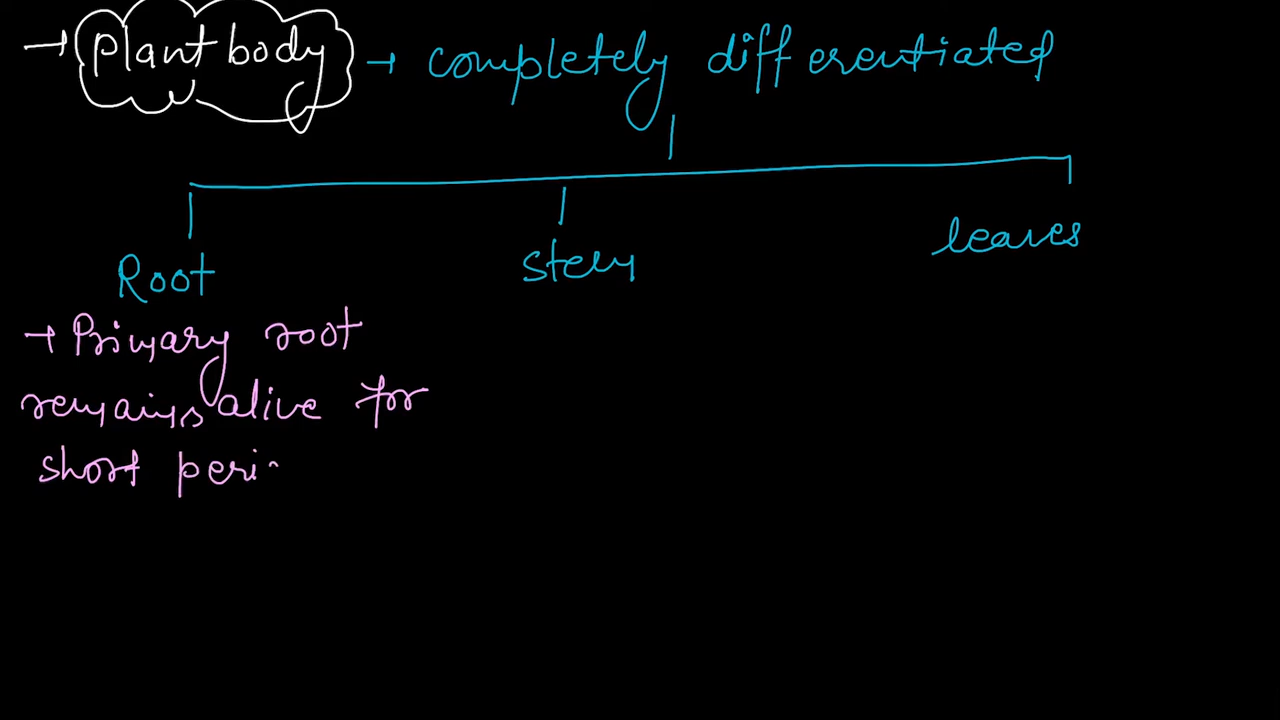 → plant body → completely differentiated
Root stem leaves
→ Primary root
remains alive for
short peri